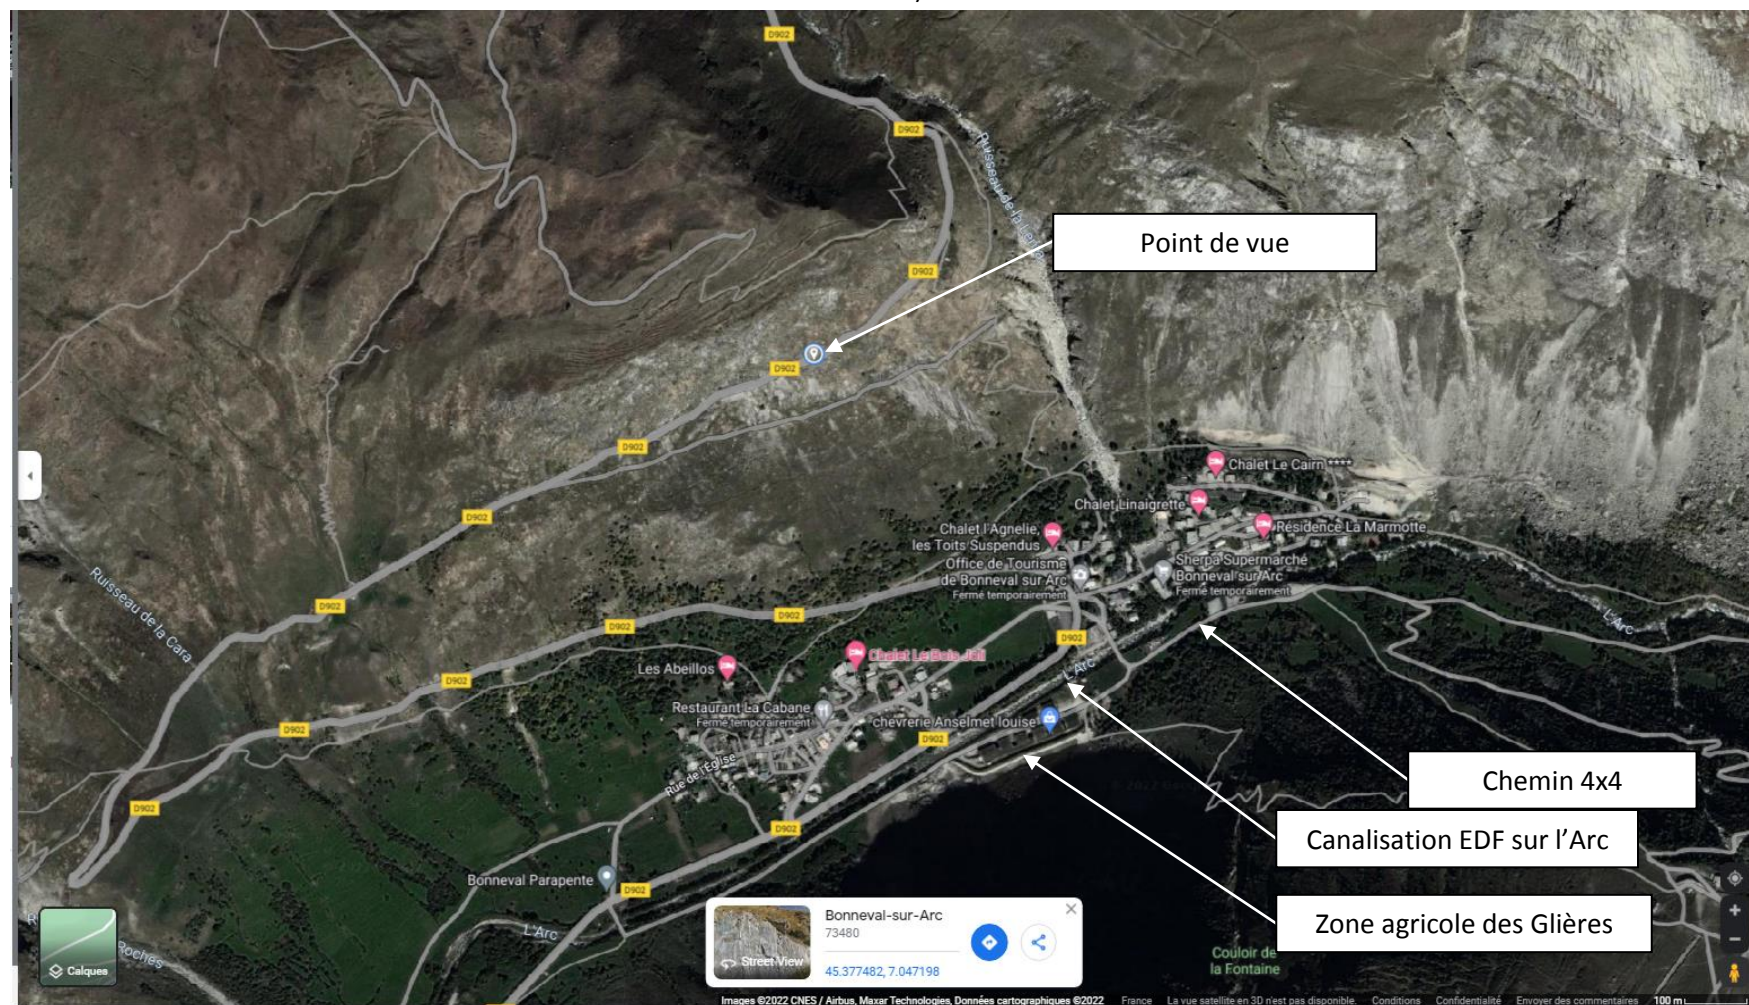 D902
D902
Ruisseau de la Lenta
Point de vue
D902
D902
D902
Chalet Le Cairn ****
Chalet Linaigrette
D902
Chalet l'Agnelie,
les Toits Suspendus
Résidence La Marmotte
Office de Tourisme
de Bonneval sur Arc
Fermé temporairement
Sherpa Supermarché
Bonneval sur Arc
Fermé temporairement
Ruisseau de la Cara
D902
D902
D902
L'Arc
D902
Chalet Le Bois Joli
Les Abeillos
L'Arc
D902
Restaurant La Cabane
Fermé temporairement
chèvrerie Anselmet louise
D902
D902
Rue de l'Église
Chemin 4x4
D902
D902
Canalisation EDF sur l'Arc
Bonneval Parapente
D902
Zone agricole des Glières
L'Arc
Roches
Calques
Bonneval-sur-Arc
73480
45.377482, 7.047198
Street View
Couloir de
la Fontaine
Images ©2022 CNES / Airbus, Maxar Technologies, Données cartographiques ©2022 France La vue satellite en 3D n'est pas disponible. Conditions Confidentialité Envoyer des commentaires 100 m